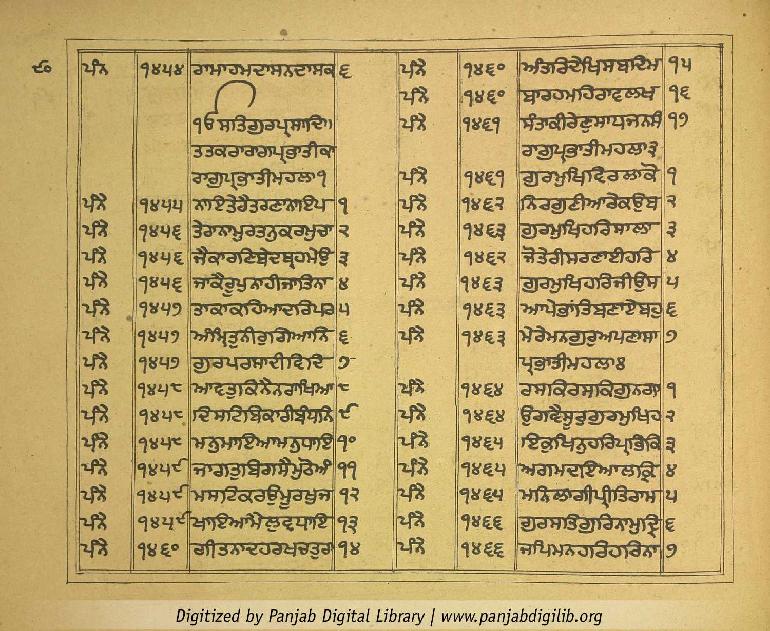 ੯੦
ਪੰਨੈ ੧੪੫੪ ਰਾਮਾਰਮਦਾਸਨਦਾਸਕ ੬
੧ਓ ਸਤਿਗੁਰਪ੍ਰਸਾਦਿ॥
ਤਤਕਰਾਰਾਗਪ੍ਰਭਾਤੀਕਾ
ਰਾਗੁਪ੍ਰਭਾਤੀਮਹਲਾ੧
ਪੰਨੈ ੧੪੫੫ ਨਾਇਤੇਰੈਤਰਣਾਨਾਇਪ ੧
ਪੰਨੈ ੧੪੫੬ ਤੇਰਾਨਾਮੁਰਤਨੁਕਰਮੁਚਾ ੨
ਪੰਨੈ ੧੪੫੬ ਜੈਕਾਰਣਿਬੇਦਬ੍ਰਹਮੇਉ ੩
ਪੰਨੈ ੧੪੫੬ ਜਾਕੈਰੂਪੁਨਾਹੀਜਾਤਿਨਾ ੪
ਪੰਨੈ ੧੪੫੭ ਤਾਕਾਕਹਿਆਦਰਿਪਰ ੫
ਪੰਨੈ ੧੪੫੭ ਅੰਮ੍ਰਿਤੁਨੀਰੁਗਿਆਨਿ ੬
ਪੰਨੈ ੧੪੫੭ ਗੁਰਪਰਸਾਦੀਵਿਦਿ ੭
ਪੰਨੈ ੧੪੫੮ ਆਵਤੁਕਿਨੈਨਰਾਖਿਆ ੮
ਪੰਨੈ ੧੪੫੮ ਦਿਸਟਿਬਿਕਾਰੀਬੰਧਨਿ ੯
ਪੰਨੈ ੧੪੫੮ ਮਨੁਮਾਇਆਮਨੁਧਾਇ ੧੦
ਪੰਨੈ ੧੪੫੯ ਜਾਗਤੁਬਿਗਸੈਮੂਠੋਅੰ ੧੧
ਪੰਨੈ ੧੪੫੯ ਮਸਟਿਕਰਉਮੂਰਖੁਜ ੧੨
ਪੰਨੈ ੧੪੫੯ ਖਾਇਆਮੈਲੁਵਧਾਇ ੧੩
ਪੰਨੈ ੧੪੬੦ ਗੀਤਨਾਦਹਰਖਚਤੁਰਾ ੧੪
ਪੰਨੈ ੧੪੬੦ ਅੰਤਰਿਦੇਖਿਸਬਦਿਮ ੧੫
ਪੰਨੈ ੧੪੬੦ ਬਾਰਹਮਹਿਰਾਵਲਖਪ ੧੬
ਪੰਨੈ ੧੪੬੧ ਸੰਤਾਕੀਰੇਣੁਸਾਧਜਨਸੰ ੧੭
ਰਾਗੁਪ੍ਰਭਾਤੀਮਹਲਾ੩
ਪੰਨੈ ੧੪੬੧ ਗੁਰਮੁਖਿਵਿਰਲਾਕੋ ੧
ਪੰਨੈ ੧੪੬੨ ਨਿਰਗੁਣੀਆਰੇਕਉਬ ੨
ਪੰਨੈ ੧੪੬੩ ਗੁਰਮੁਖਿਹਰਿਸਾਲਾ ੩
ਪੰਨੈ ੧੪੬੨ ਜੋਤੇਰੀਸਰਣਾਈਹਰਿ ੪
ਪੰਨੈ ੧੪੬੩ ਗੁਰਮੁਖਿਹਰਿਜੀਉਸ ੫
ਪੰਨੈ ੧੪੬੩ ਆਪੇਭਾਂਤਿਬਣਾਏਬਹੁ ੬
ਪੰਨੈ ੧੪੬੩ ਮੇਰੇਮਨਗੁਰੁਅਪਣਾਸਾ ੭
ਪ੍ਰਭਾਤੀਮਹਲਾ੪
ਪੰਨੈ ੧੪੬੪ ਰਸਕਿਰਸਕਿਗੁਨਗਾ ੧
ਪੰਨੈ ੧੪੬੪ ਉਗਵੈਸੂਰੁਗੁਰਮੁਖਿਹ ੨
ਪੰਨੈ ੧੪੬੫ ਇਕੁਖਿਨੁਹਰਿਪ੍ਰਭਿਕਿ ੩
ਪੰਨੈ ੧੪੬੫ ਅਗਮਦਇਆਲਕ੍ਰਿ ੪
ਪੰਨੈ ੧੪੬੫ ਮਨਿਲਾਗੀਪ੍ਰੀਤਿਰਾਮ ੫
ਪੰਨੈ ੧੪੬੬ ਗੁਰਸਤਿਗੁਰਿਨਾਮੁਦ੍ਰਿ ੬
ਪੰਨੈ ੧੪੬੬ ਜਪਿਮਨਹਰਿਹਰਿਨਾ ੭
Digitized by Panjab Digital Library | www.panjabdigilib.org